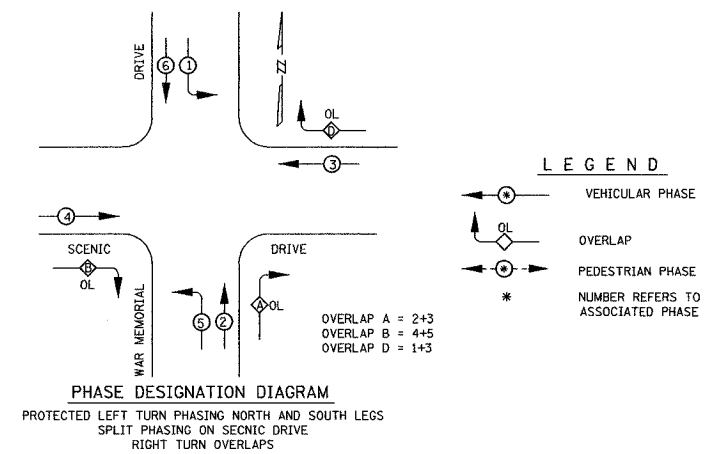 DRIVE
6
1
N
OL
D
3
4
SCENIC
DRIVE
B
OL
WAR MEMORIAL
5
2
A OL
OVERLAP A = 2+3
OVERLAP B = 4+5
OVERLAP D = 1+3
PHASE DESIGNATION DIAGRAM
PROTECTED LEFT TURN PHASING NORTH AND SOUTH LEGS
SPLIT PHASING ON SECNIC DRIVE
RIGHT TURN OVERLAPS
LEGEND
* VEHICULAR PHASE
OL
OVERLAP
* PEDESTRIAN PHASE
* NUMBER REFERS TO
ASSOCIATED PHASE